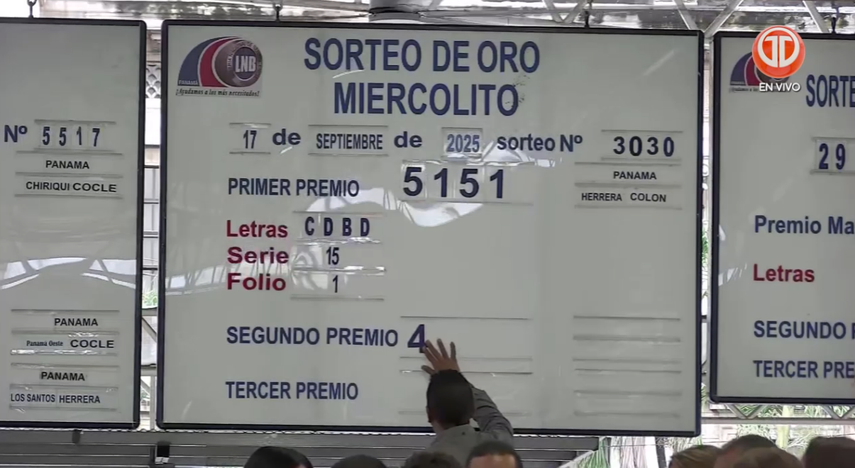 Nº 5517
PANAMA
CHIRIQUI COCLE
PANAMA
Panama Oeste COCLE
PANAMA
LOS SANTOS HERRERA
LNB
¡Ayudamos a los más necesitados!
SORTEO DE ORO
MIERCOLITO
17 de SEPTIEMBRE de 2025 sorteo Nº 3030
PRIMER PREMIO 5151
PANAMA
HERRERA COLON
Letras CDBD
Serie 15
Folio 1
SEGUNDO PREMIO 4
TERCER PREMIO
EN VIVO
SORTE
29
Premio Ma
Letras
SEGUNDO P
TERCER PRE